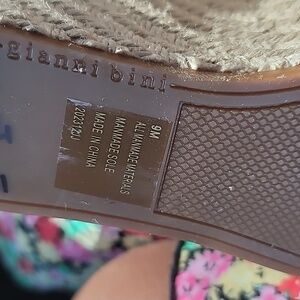 gianni bini
9M
ALL MANMADE MATERIALS
MANMADE SOLE
MADE IN CHINA